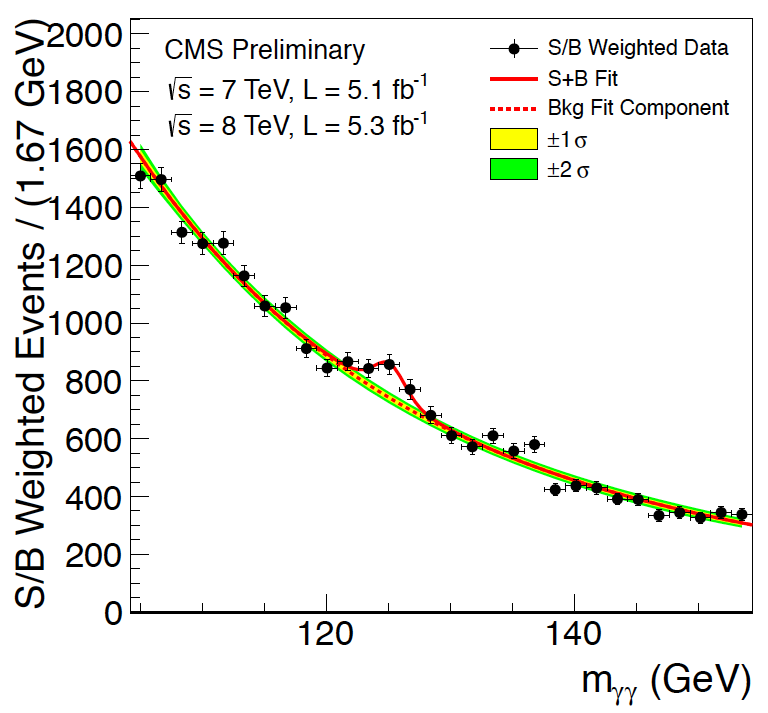 S/B Weighted Events / (1.67 GeV)
2000
1800
1600
1400
1200
1000
800
600
400
200
0
CMS Preliminary
√s = 7 TeV, L = 5.1 fb⁻¹
√s = 8 TeV, L = 5.3 fb⁻¹
S/B Weighted Data
S+B Fit
Bkg Fit Component
±1 σ
±2 σ
120
140
m_γγ (GeV)